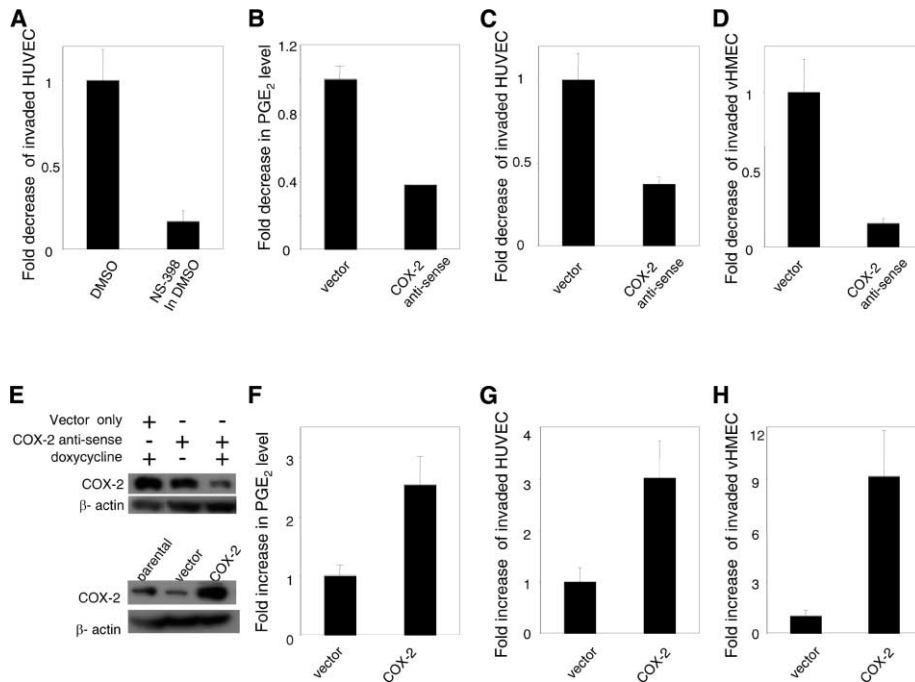 A
Fold decrease of invaded HUVEC
1
0.5
0
DMSO
NS-398
In DMSO
B
Fold decrease in PGE₂ level
1.2
0.8
0.4
0
vector
COX-2
anti-sense
C
Fold decrease of invaded HUVEC
1
0.5
0
vector
COX-2
anti-sense
D
Fold decrease of invaded vHMEC
1
0.5
0
vector
COX-2
anti-sense
E
Vector only + - -
COX-2 anti-sense - + +
doxycycline + - +
COX-2
β- actin
parental vector COX-2
COX-2
β- actin
F
Fold increase in PGE₂ level
3
2
1
0
vector
COX-2
G
Fold increase of invaded HUVEC
4
3
2
1
0
vector
COX-2
H
Fold increase of invaded vHMEC
12
9
6
3
0
vector
COX-2